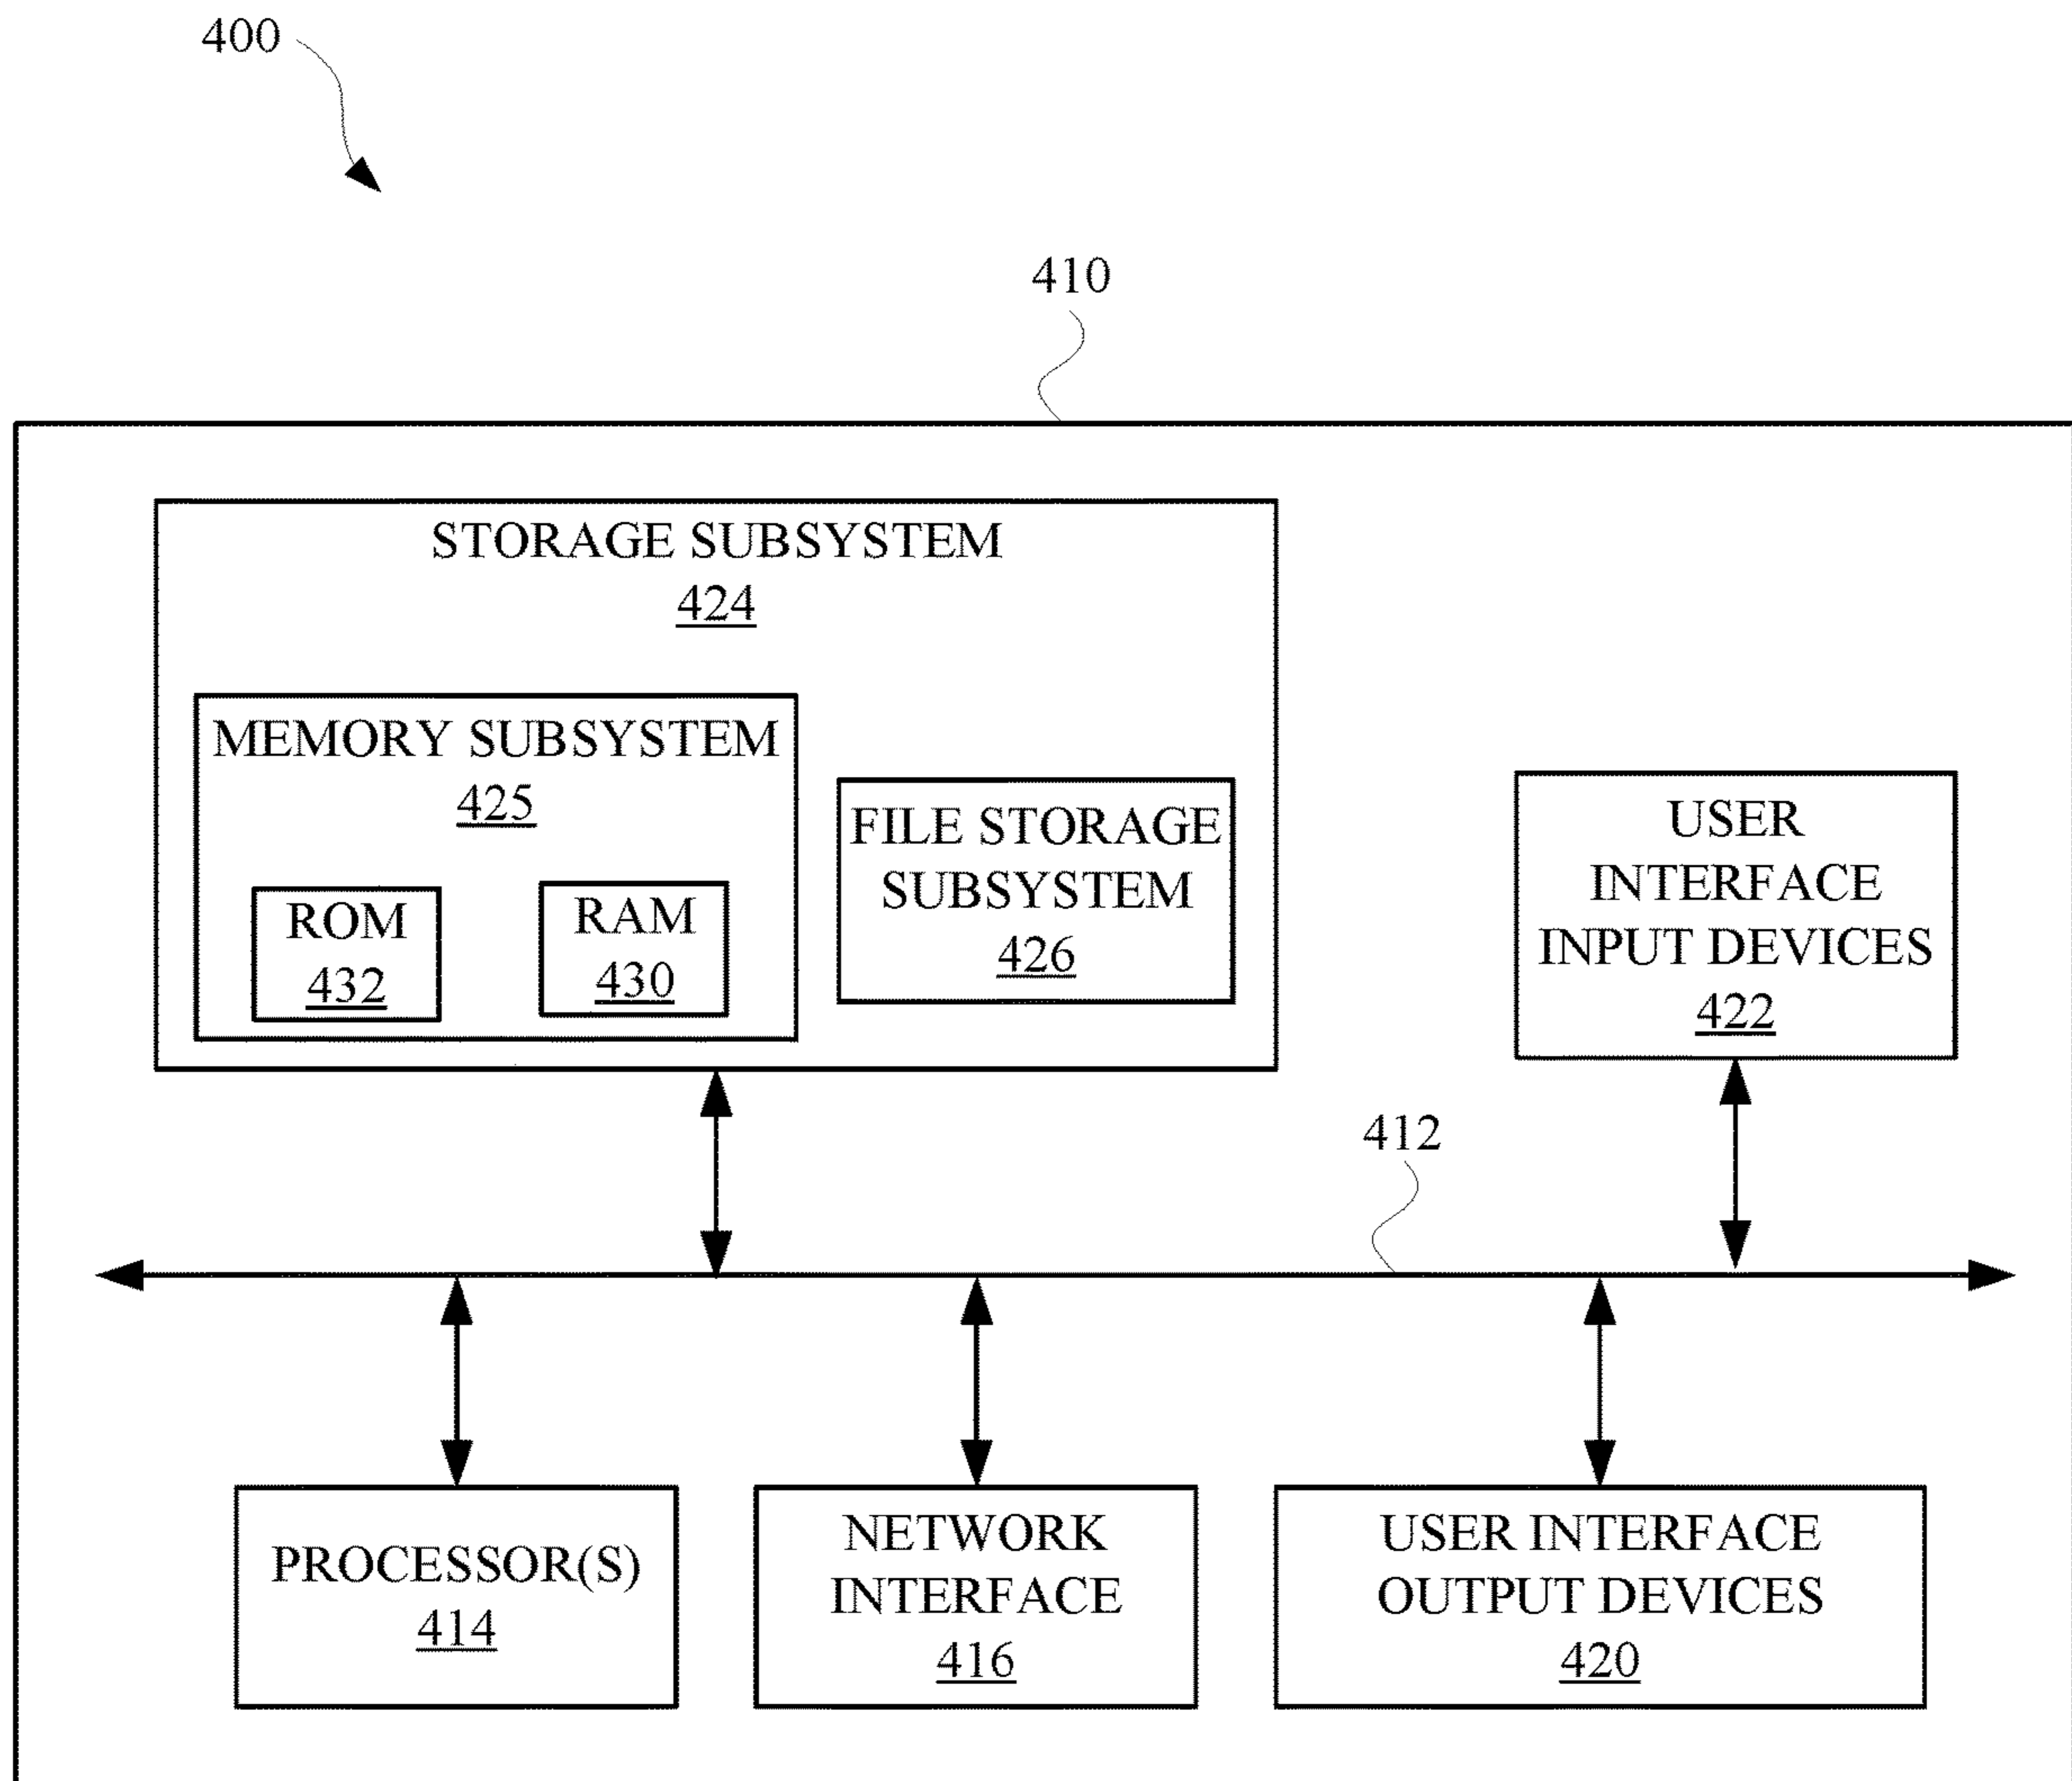 400
410
STORAGE SUBSYSTEM
424
MEMORY SUBSYSTEM
425
ROM
432
RAM
430
FILE STORAGE
SUBSYSTEM
426
USER
INTERFACE
INPUT DEVICES
422
412
PROCESSOR(S)
414
NETWORK
INTERFACE
416
USER INTERFACE
OUTPUT DEVICES
420